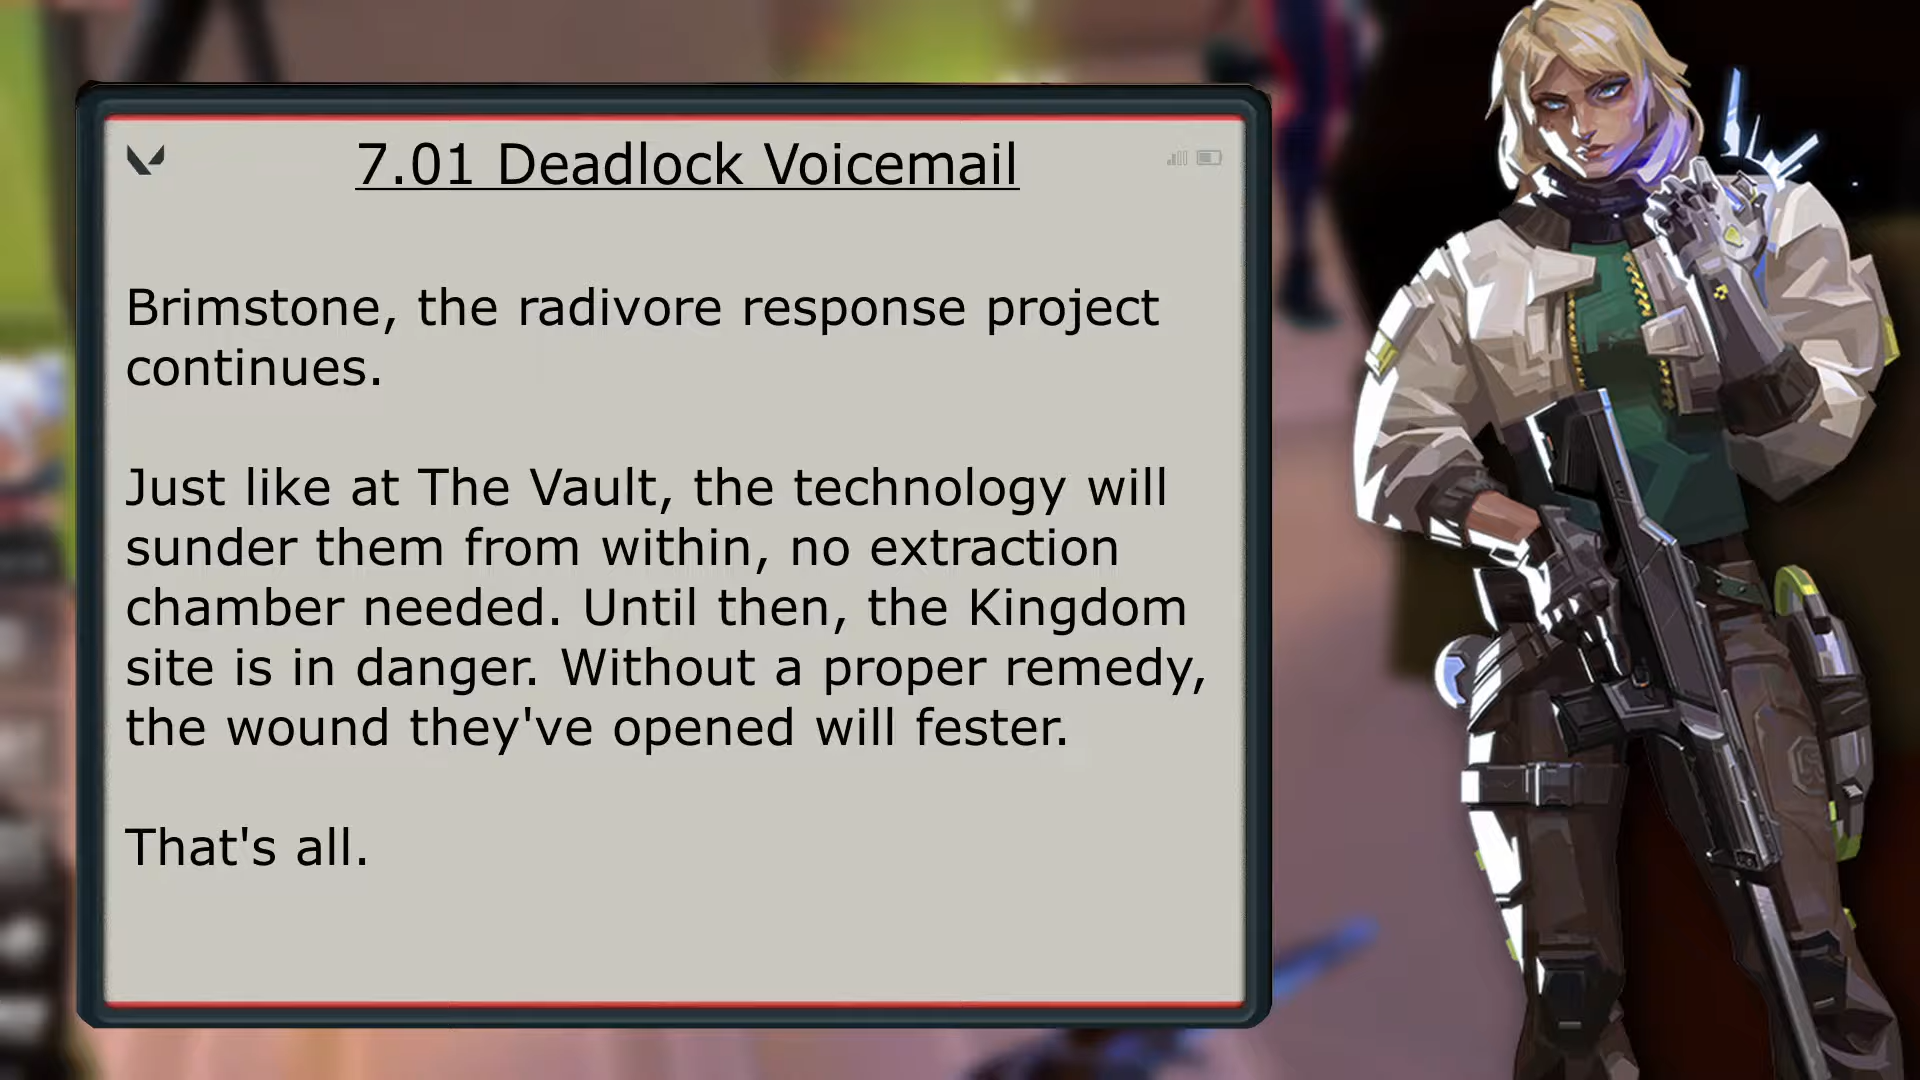 7.01 Deadlock Voicemail
Brimstone, the radivore response project
continues.
Just like at The Vault, the technology will
sunder them from within, no extraction
chamber needed. Until then, the Kingdom
site is in danger. Without a proper remedy,
the wound they've opened will fester.
That's all.